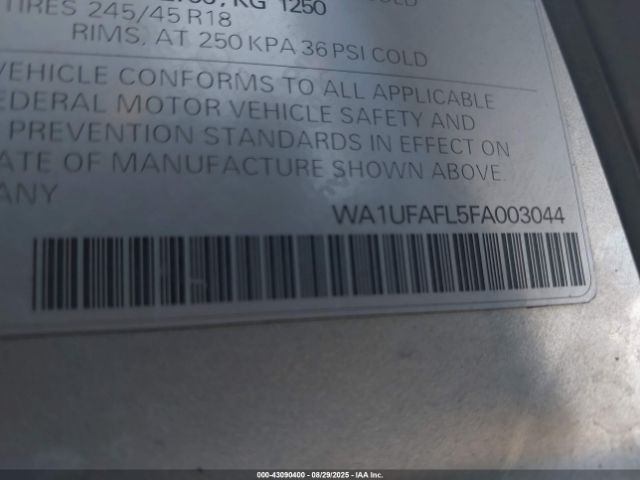 KG 1250
TIRES 245/45 R18
RIMS, AT 250 KPA 36 PSI COLD
VEHICLE CONFORMS TO ALL APPLICABLE
EDERAL MOTOR VEHICLE SAFETY AND
PREVENTION STANDARDS IN EFFECT ON
ATE OF MANUFACTURE SHOWN ABOVE.
ANY
WA1UFAFL5FA003044
000-43090400 - 08/29/2025 - IAA Inc.